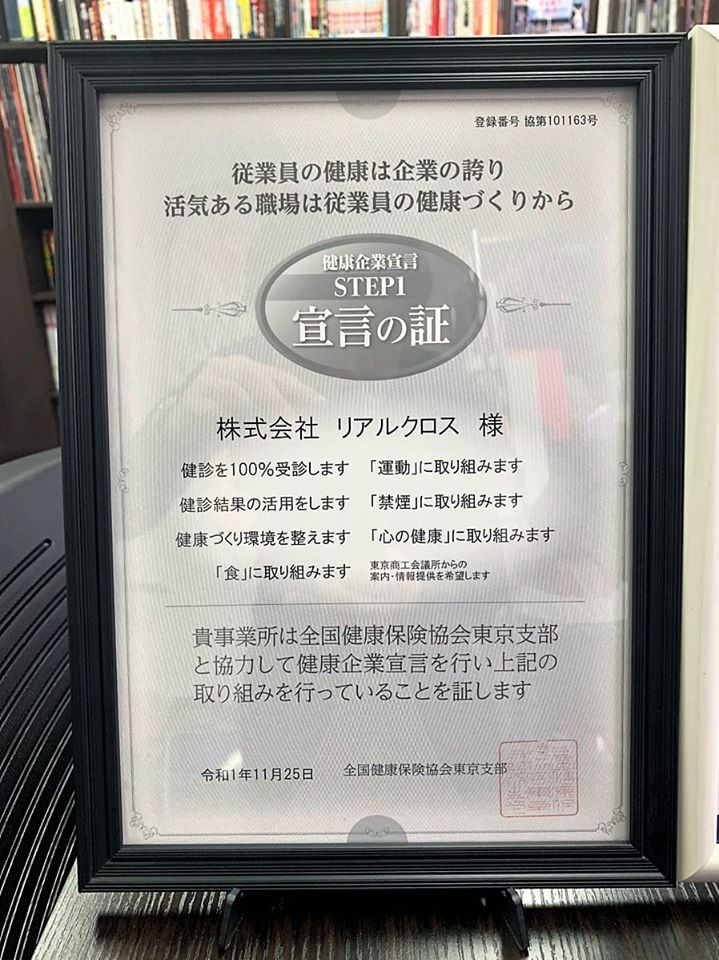 登録番号 協第101163号
従業員の健康は企業の誇り
活気ある職場は従業員の健康づくりから
健康企業宣言
STEP1
宣言の証
株式会社 リアルクロス 様
健診を100%受診します 「運動」に取り組みます
健診結果の活用をします 「禁煙」に取り組みます
健康づくり環境を整えます 「心の健康」に取り組みます
「食」に取り組みます 東京商工会議所からの
案内・情報提供を希望します
貴事業所は全国健康保険協会東京支部
と協力して健康企業宣言を行い上記の
取り組みを行っていることを証します
令和1年11月25日 全国健康保険協会東京支部